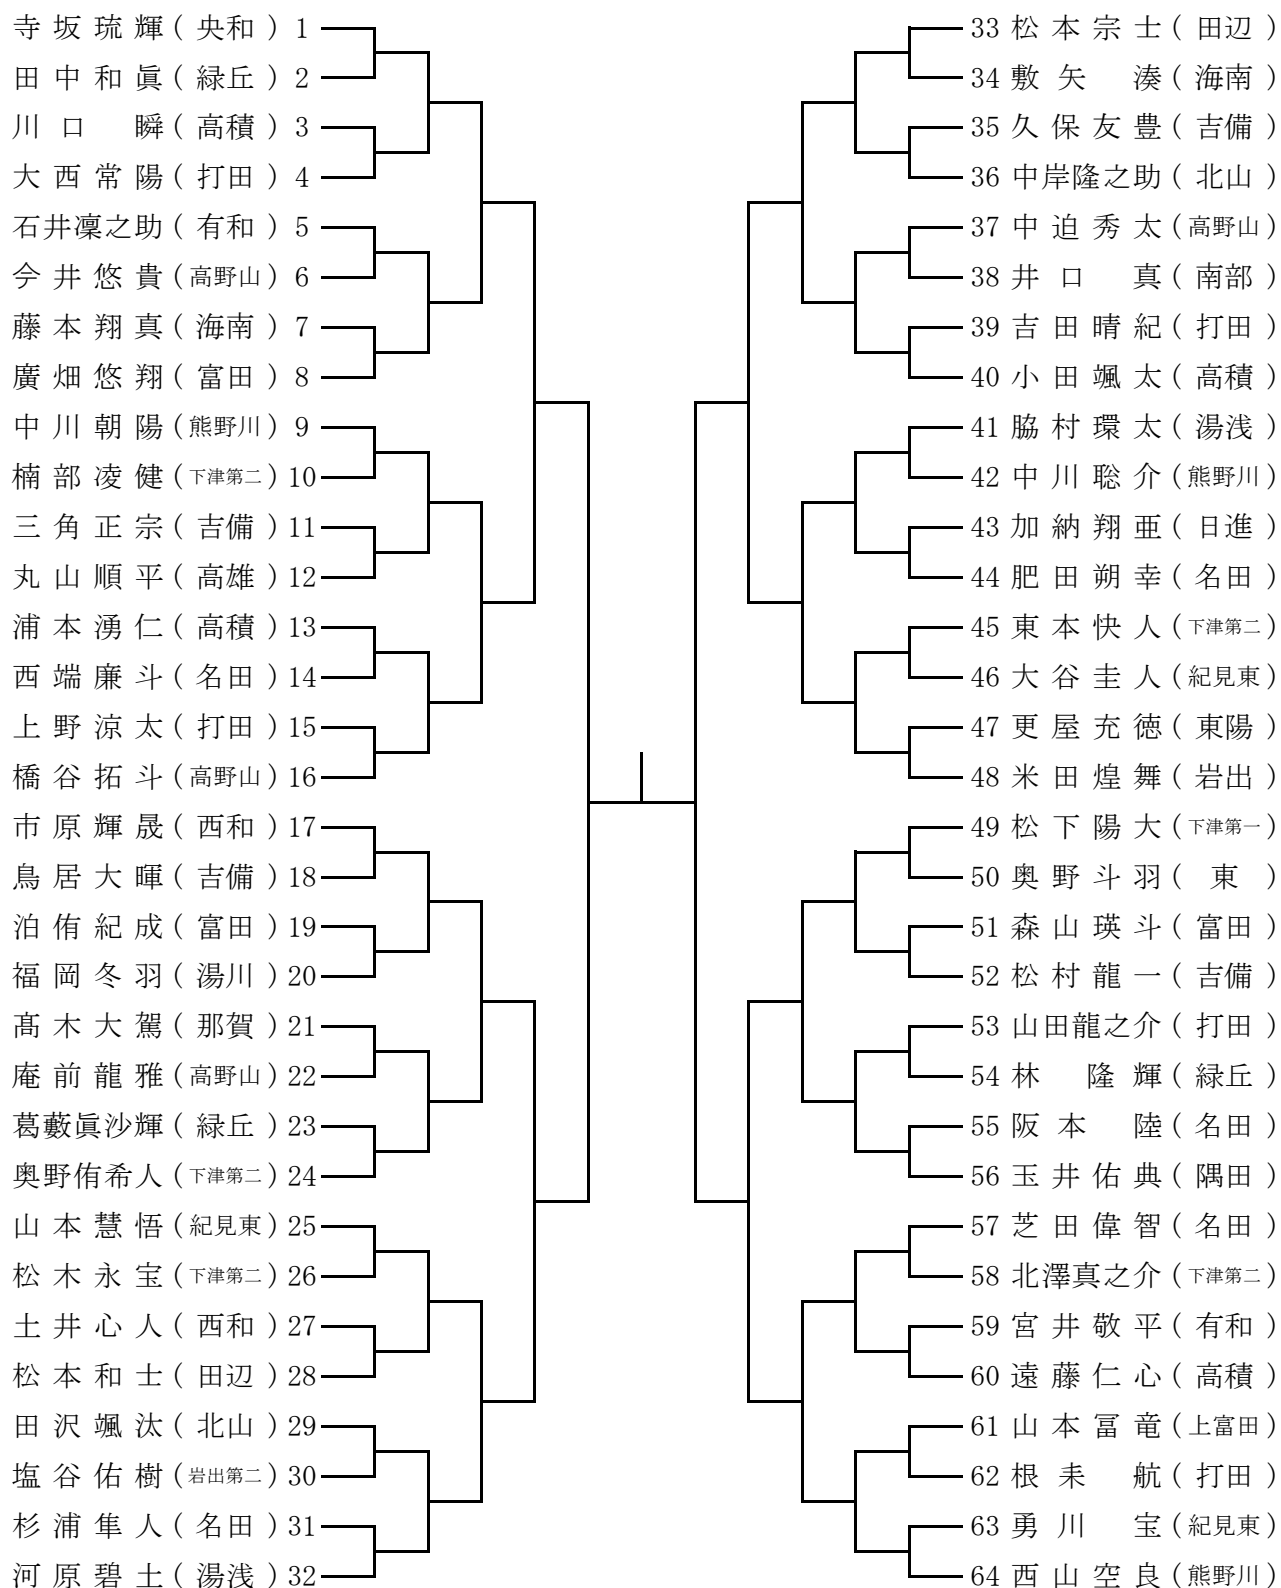 寺坂琉輝(央和)1
田中和眞(緑丘)2
川口 瞬(高積)3
大西常陽(打田)4
石井凜之助(有和)5
今井悠貴(高野山)6
藤本翔真(海南)7
廣畑悠翔(富田)8
中川朝陽(熊野川)9
楠部凌健(下津第二)10
三角正宗(吉備)11
丸山順平(高雄)12
浦本湧仁(高積)13
西端廉斗(名田)14
上野涼太(打田)15
橋谷拓斗(高野山)16
市原輝晟(西和)17
鳥居大暉(吉備)18
泊侑紀成(富田)19
福岡冬羽(湯川)20
髙木大駕(那賀)21
庵前龍雅(高野山)22
葛藪眞沙輝(緑丘)23
奥野侑希人(下津第二)24
山本慧悟(紀見東)25
松木永宝(下津第二)26
土井心人(西和)27
松本和士(田辺)28
田沢颯汰(北山)29
塩谷佑樹(岩出第二)30
杉浦隼人(名田)31
河原碧土(湯浅)32
33 松本宗士(田辺)
34 敷矢 湊(海南)
35 久保友豊(吉備)
36 中岸隆之助(北山)
37 中迫秀太(高野山)
38 井口 真(南部)
39 吉田晴紀(打田)
40 小田颯太(高積)
41 脇村環太(湯浅)
42 中川聡介(熊野川)
43 加納翔亜(日進)
44 肥田朔幸(名田)
45 東本快人(下津第二)
46 大谷圭人(紀見東)
47 更屋充徳(東陽)
48 米田煌舞(岩出)
49 松下陽大(下津第一)
50 奥野斗羽(東)
51 森山瑛斗(富田)
52 松村龍一(吉備)
53 山田龍之介(打田)
54 林 隆輝(緑丘)
55 阪本 陸(名田)
56 玉井佑典(隅田)
57 芝田偉智(名田)
58 北澤真之介(下津第二)
59 宮井敬平(有和)
60 遠藤仁心(高積)
61 山本冨竜(上富田)
62 根耒 航(打田)
63 勇川 宝(紀見東)
64 西山空良(熊野川)